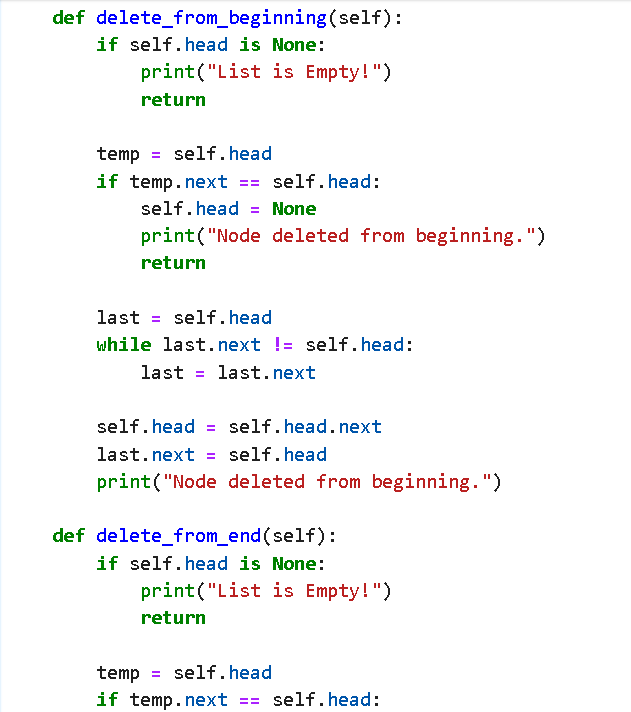 def delete_from_beginning(self):
    if self.head is None:
        print("List is Empty!")
        return

    temp = self.head
    if temp.next == self.head:
        self.head = None
        print("Node deleted from beginning.")
        return

    last = self.head
    while last.next != self.head:
        last = last.next

    self.head = self.head.next
    last.next = self.head
    print("Node deleted from beginning.")

def delete_from_end(self):
    if self.head is None:
        print("List is Empty!")
        return

    temp = self.head
    if temp.next == self.head: